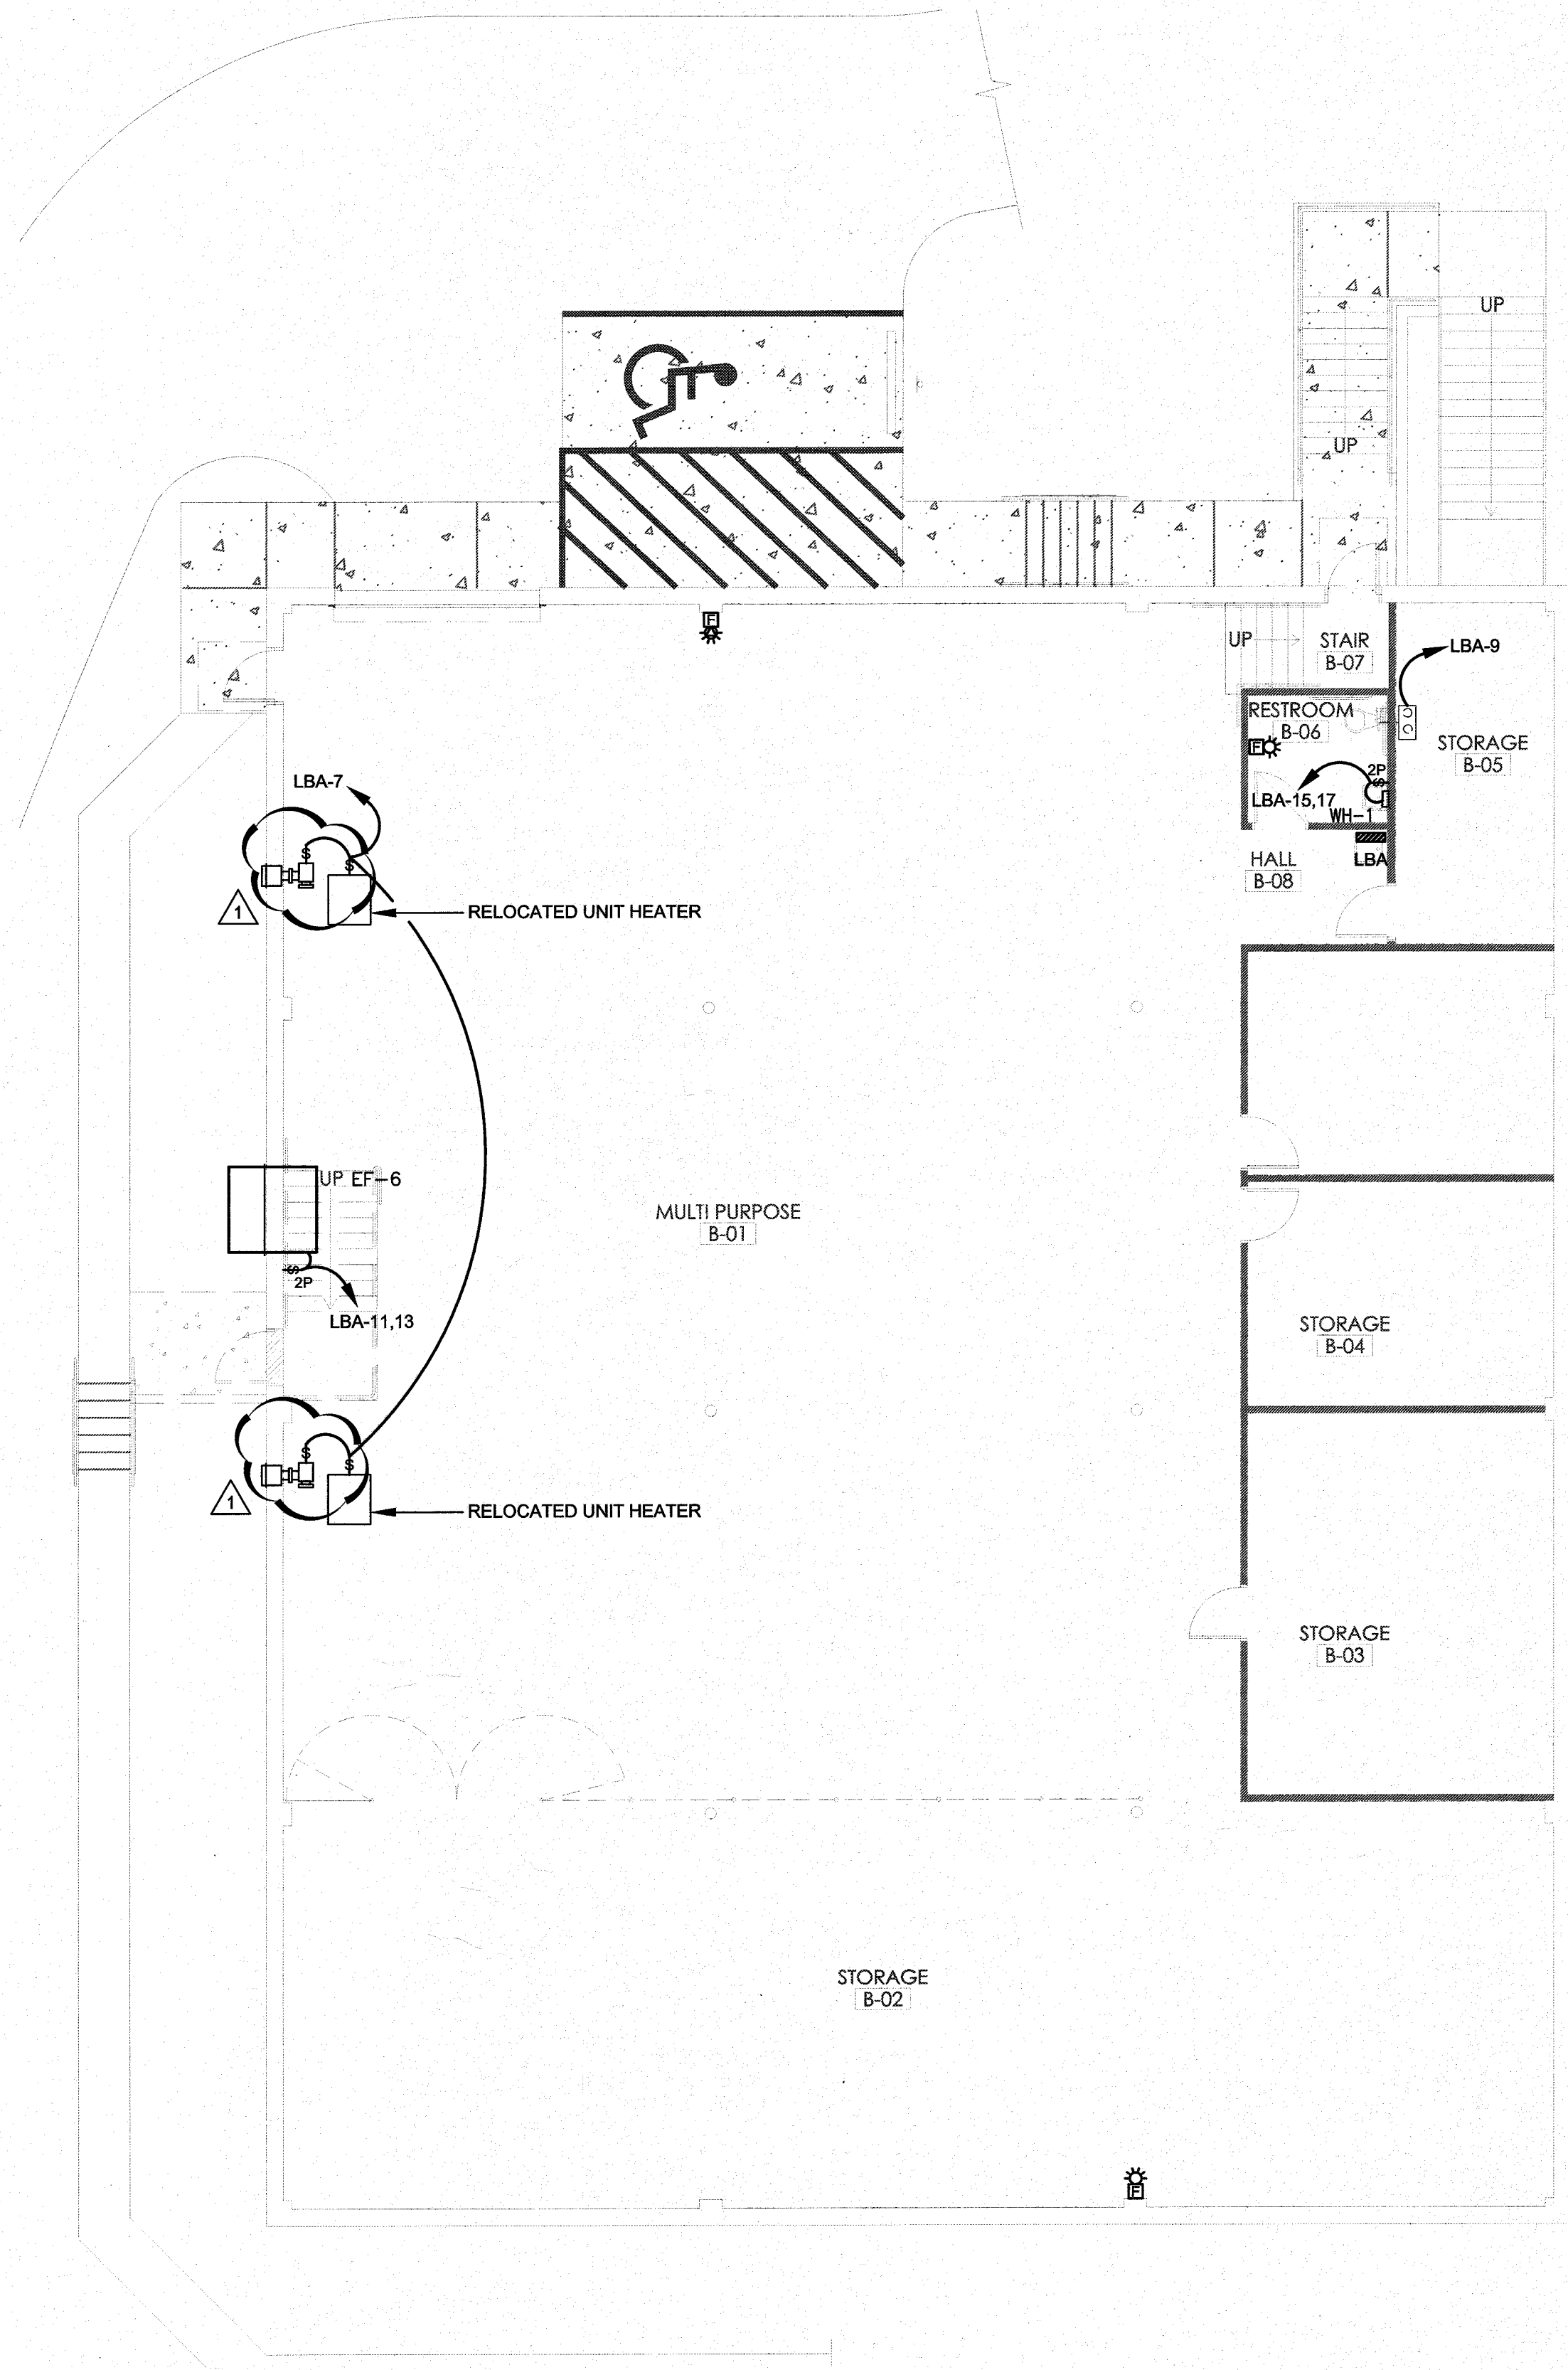 UP
UP
F
UP
STAIR
B-07
LBA-9
RESTROOM
B-06
F
STORAGE
B-05
2P
$
LBA-15,17
WH-1
LBA-7
$
$
HALL
B-08
LBA
1
RELOCATED UNIT HEATER
UP EF-6
MULTI PURPOSE
B-01
$
2P
LBA-11,13
STORAGE
B-04
$
$
1
RELOCATED UNIT HEATER
STORAGE
B-03
STORAGE
B-02
F